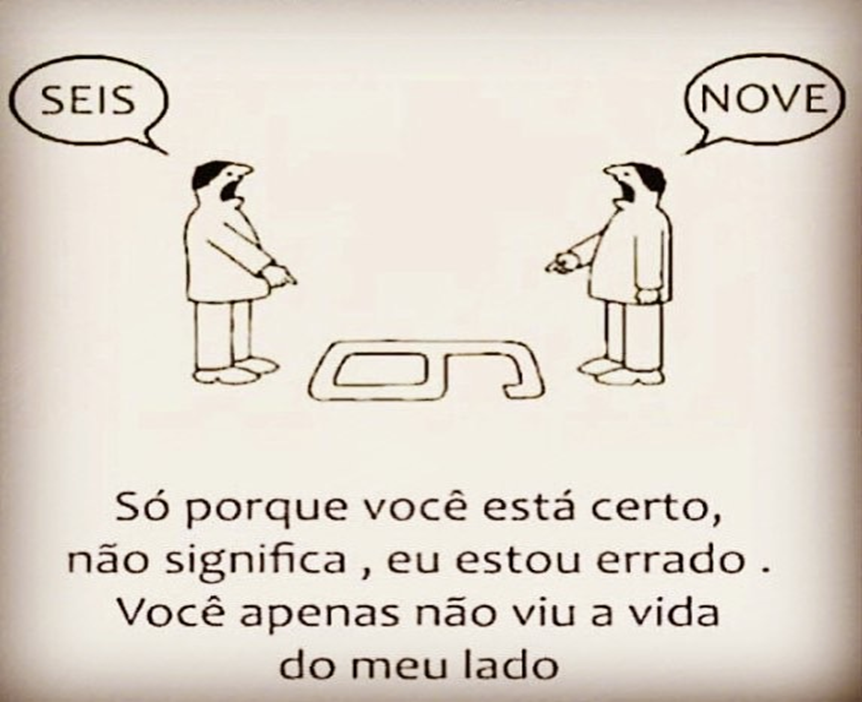 SEIS
NOVE
Só porque você está certo,
não significa , eu estou errado .
Você apenas não viu a vida
do meu lado